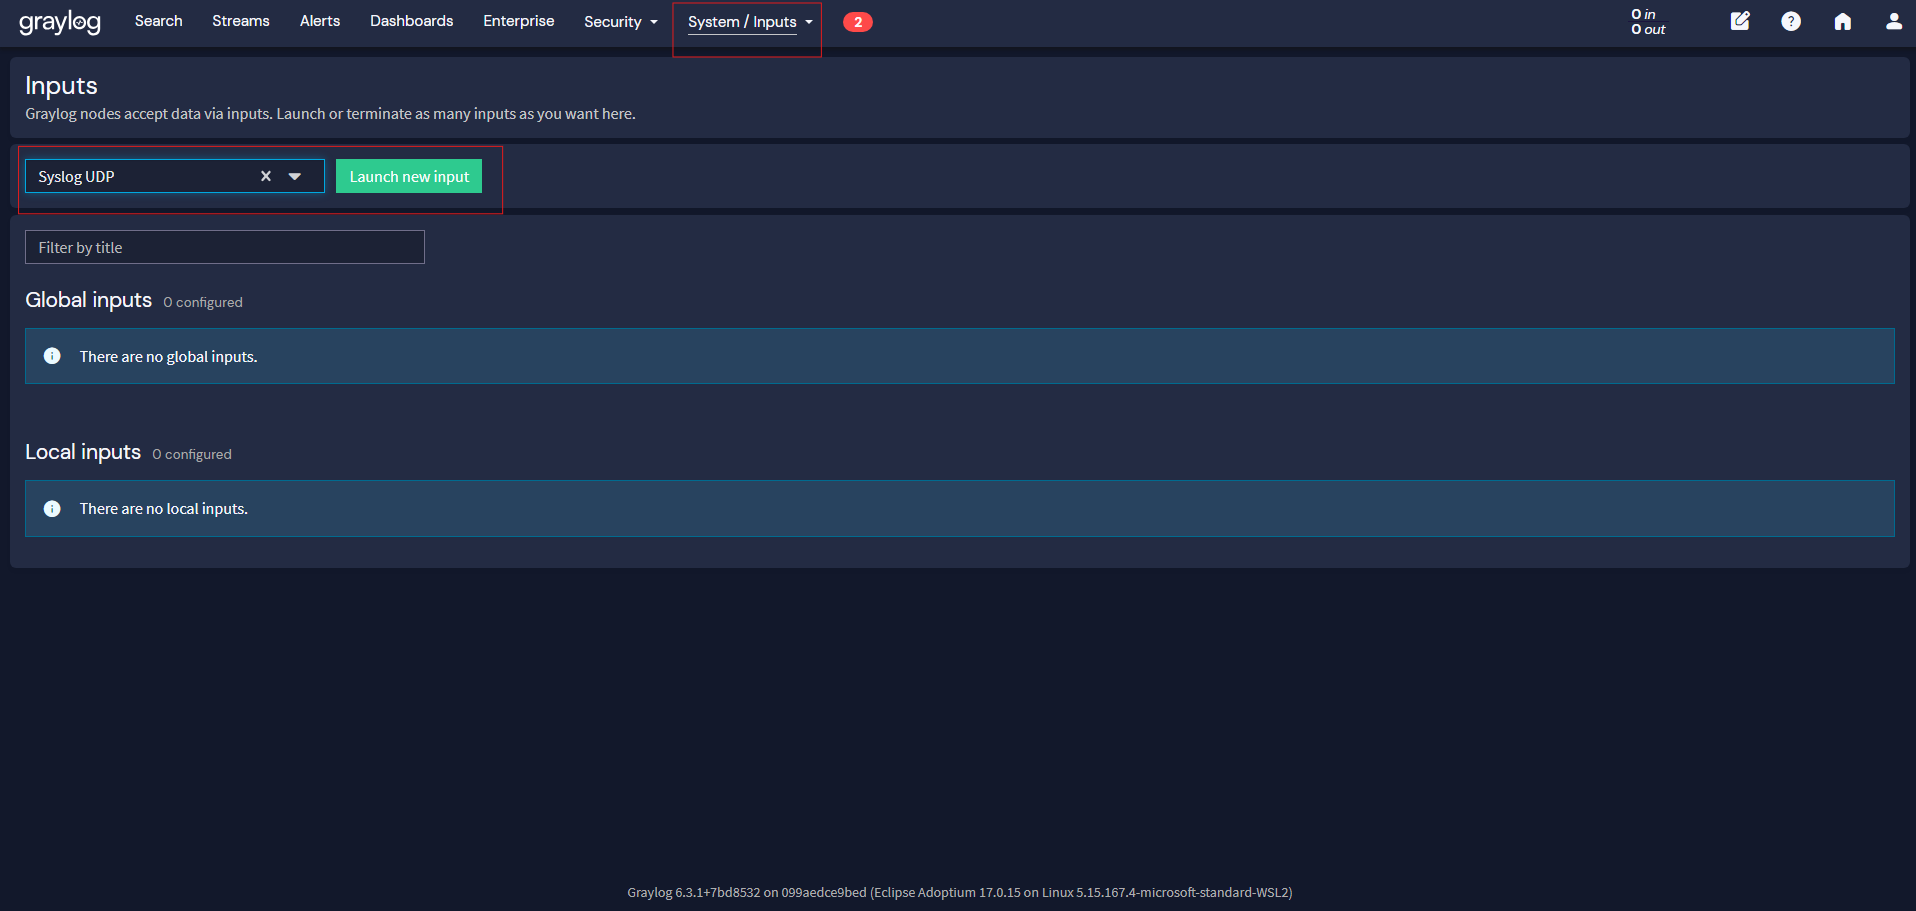 graylog Search Streams Alerts Dashboards Enterprise Security System / Inputs 2 0 in
0 out
Inputs
Graylog nodes accept data via inputs. Launch or terminate as many inputs as you want here.
Syslog UDP Launch new input
Filter by title
Global inputs 0 configured
There are no global inputs.
Local inputs 0 configured
There are no local inputs.
Graylog 6.3.1+7bd8532 on 099aedce9bed (Eclipse Adoptium 17.0.15 on Linux 5.15.167.4-microsoft-standard-WSL2)